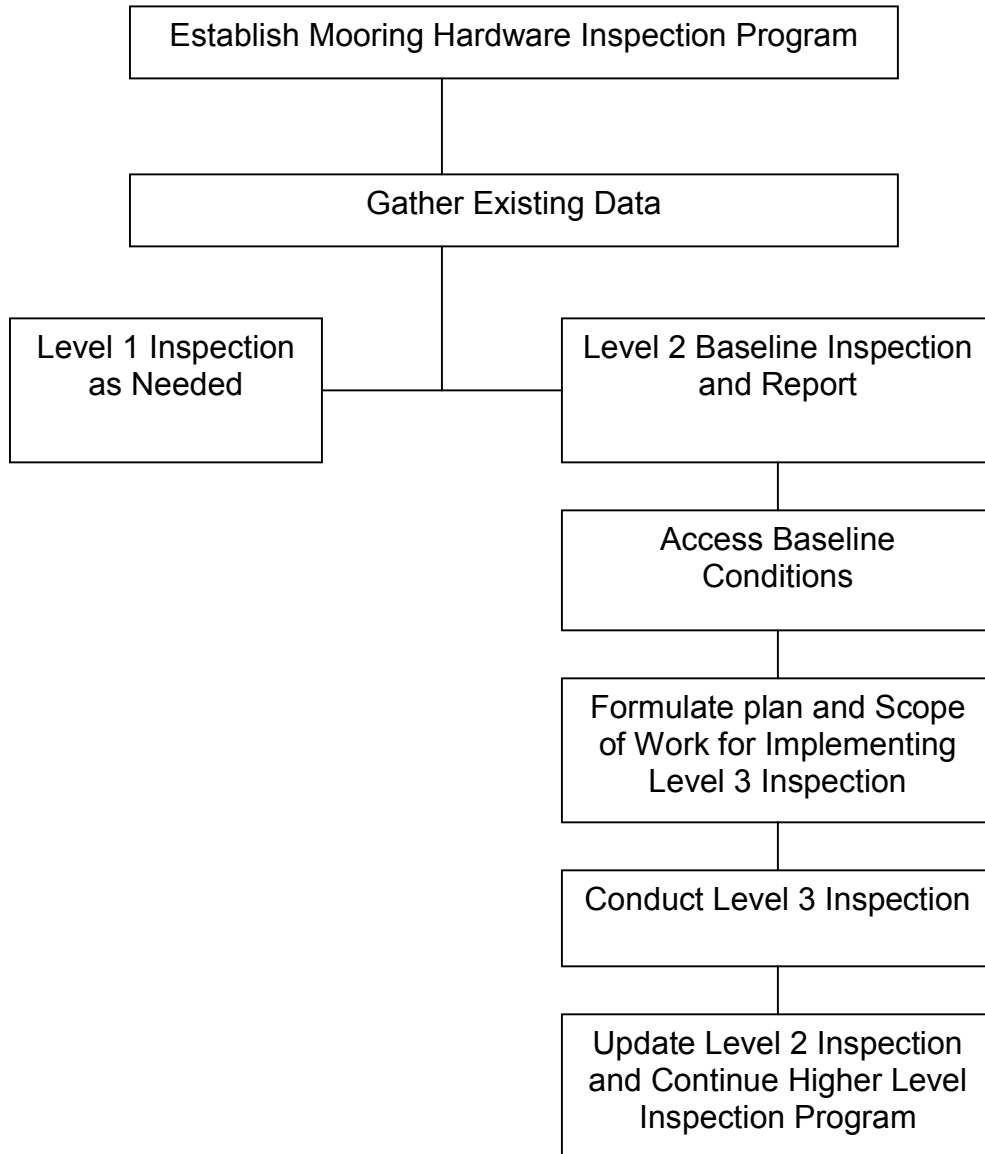 Establish Mooring Hardware Inspection Program
Gather Existing Data
Level 1 Inspection
as Needed
Level 2 Baseline Inspection
and Report
Access Baseline
Conditions
Formulate plan and Scope
of Work for Implementing
Level 3 Inspection
Conduct Level 3 Inspection
Update Level 2 Inspection
and Continue Higher Level
Inspection Program